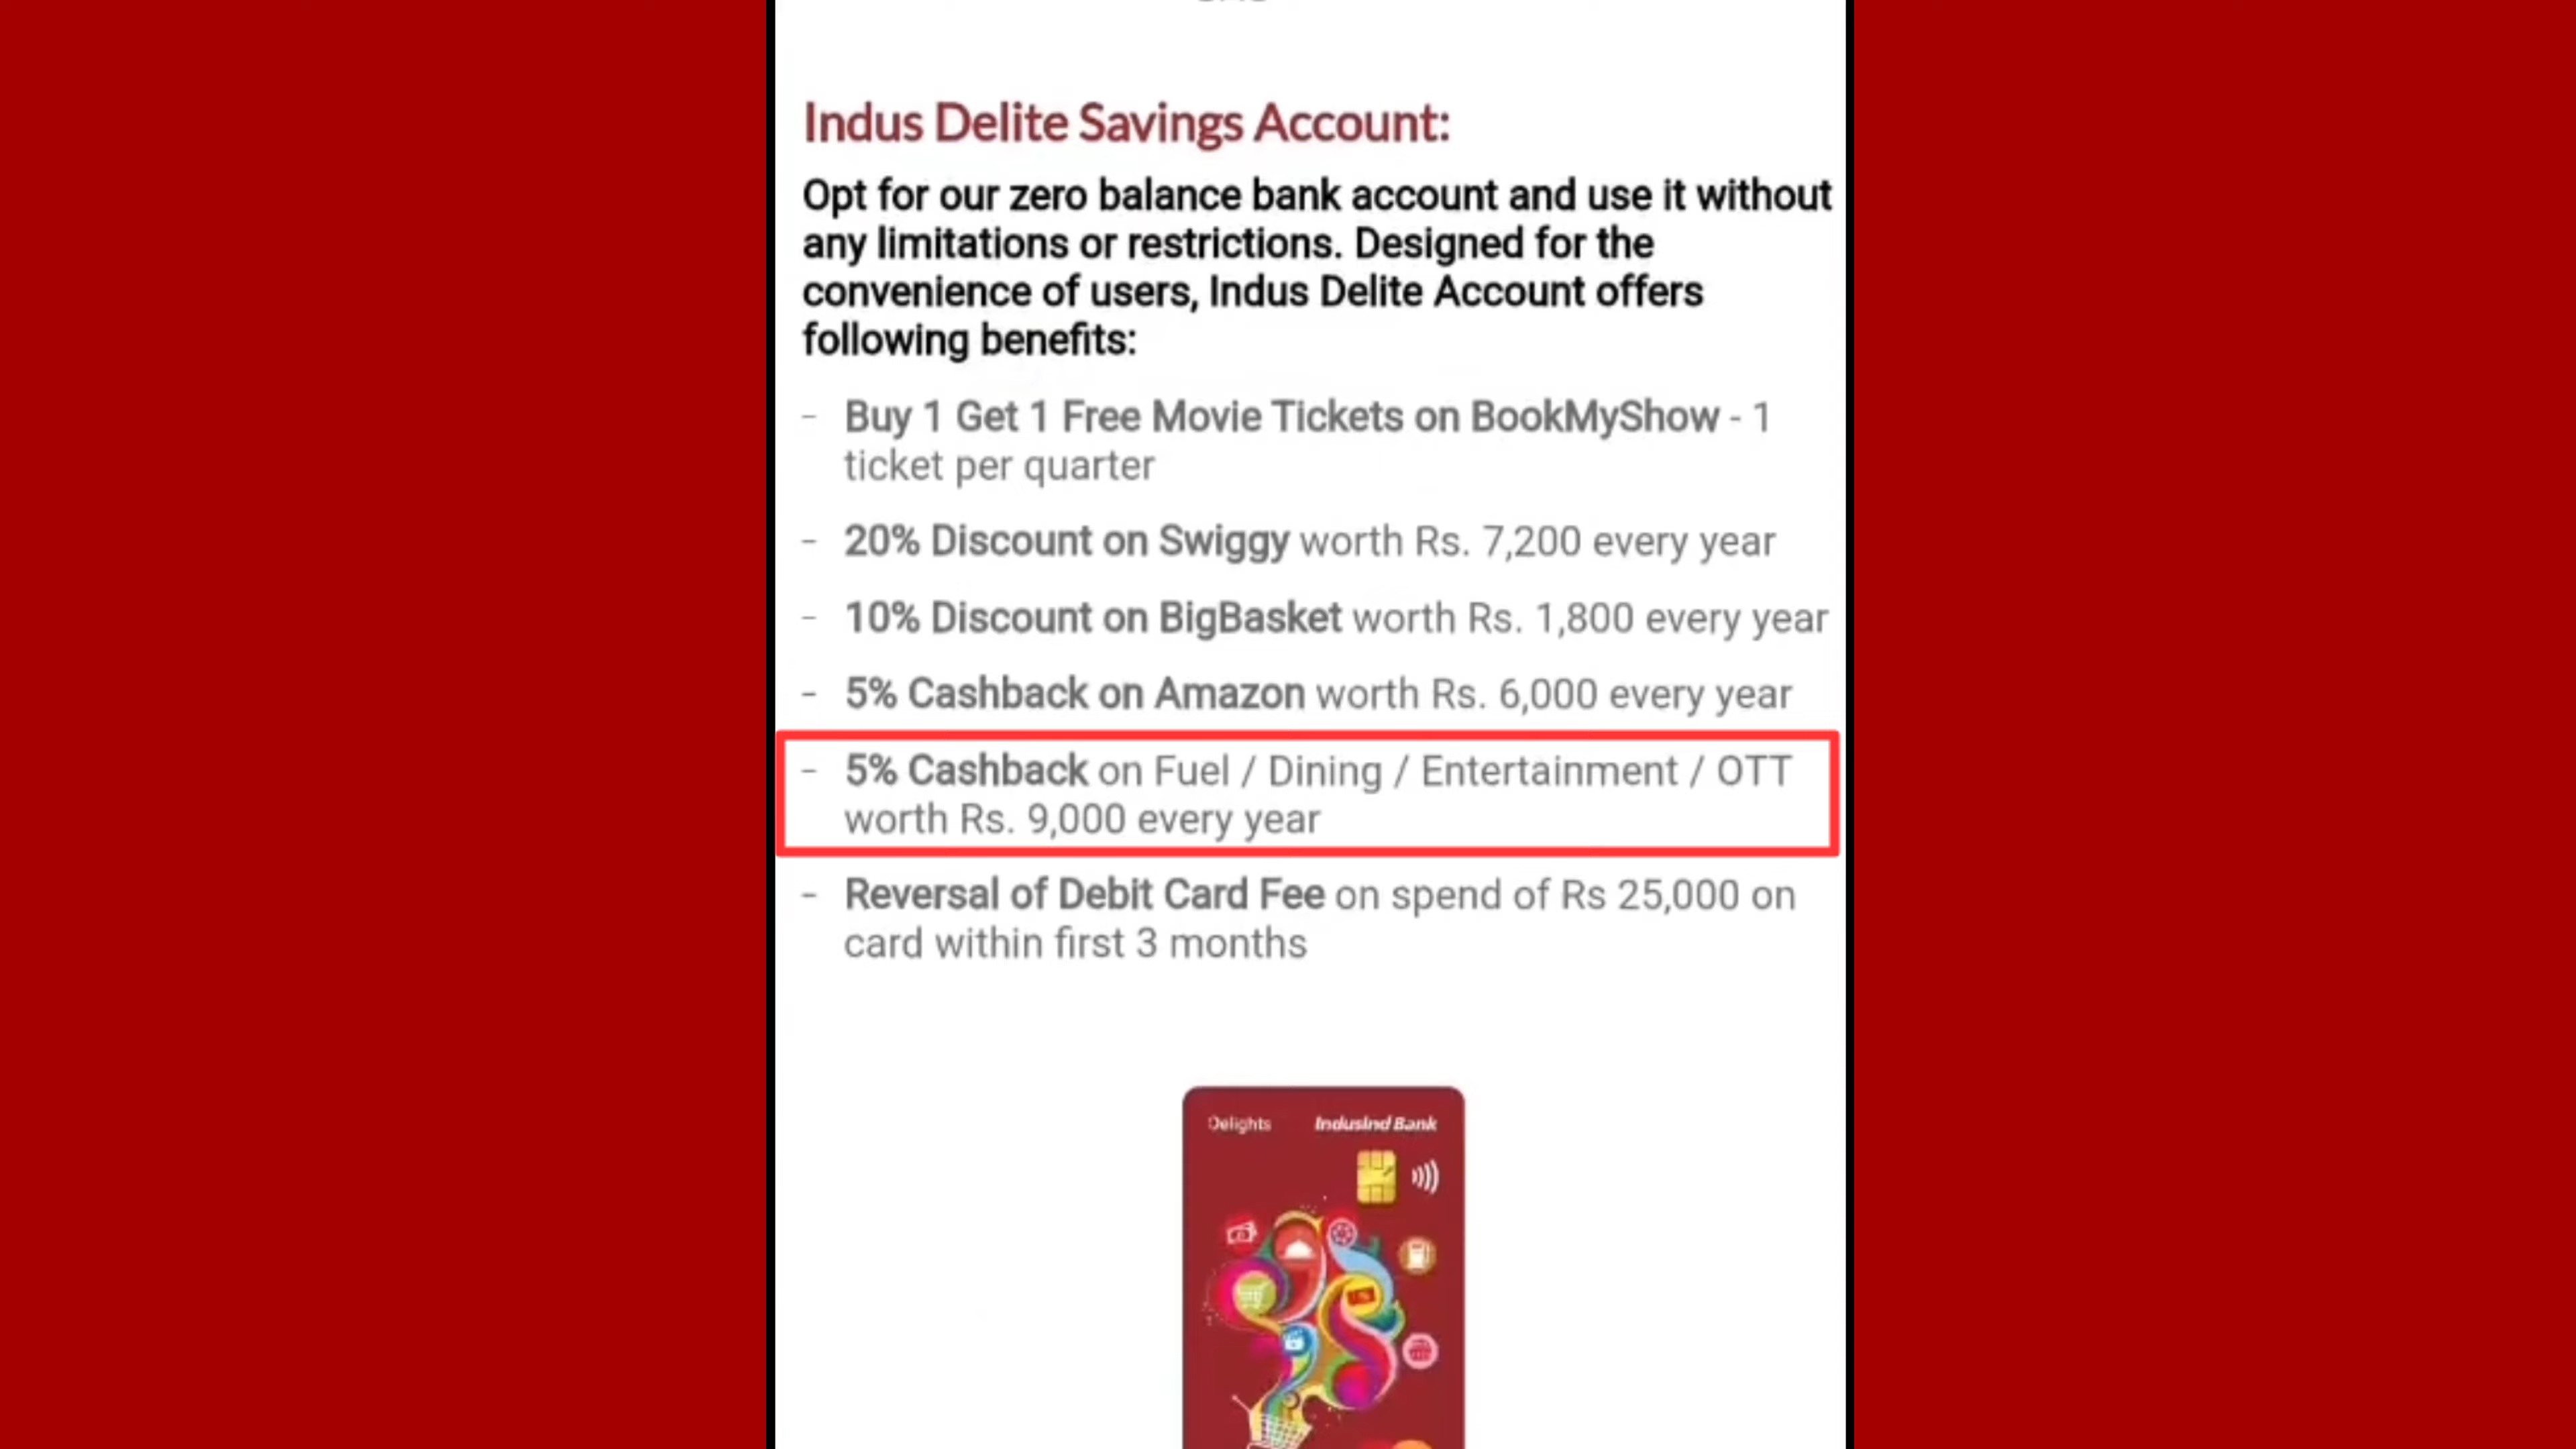 Indus Delite Savings Account:
Opt for our zero balance bank account and use it without
any limitations or restrictions. Designed for the
convenience of users, Indus Delite Account offers
following benefits:
- Buy 1 Get 1 Free Movie Tickets on BookMyShow - 1
ticket per quarter
- 20% Discount on Swiggy worth Rs. 7,200 every year
- 10% Discount on BigBasket worth Rs. 1,800 every year
- 5% Cashback on Amazon worth Rs. 6,000 every year
- 5% Cashback on Fuel / Dining / Entertainment / OTT
worth Rs. 9,000 every year
- Reversal of Debit Card Fee on spend of Rs 25,000 on
card within first 3 months
Delights IndusInd Bank